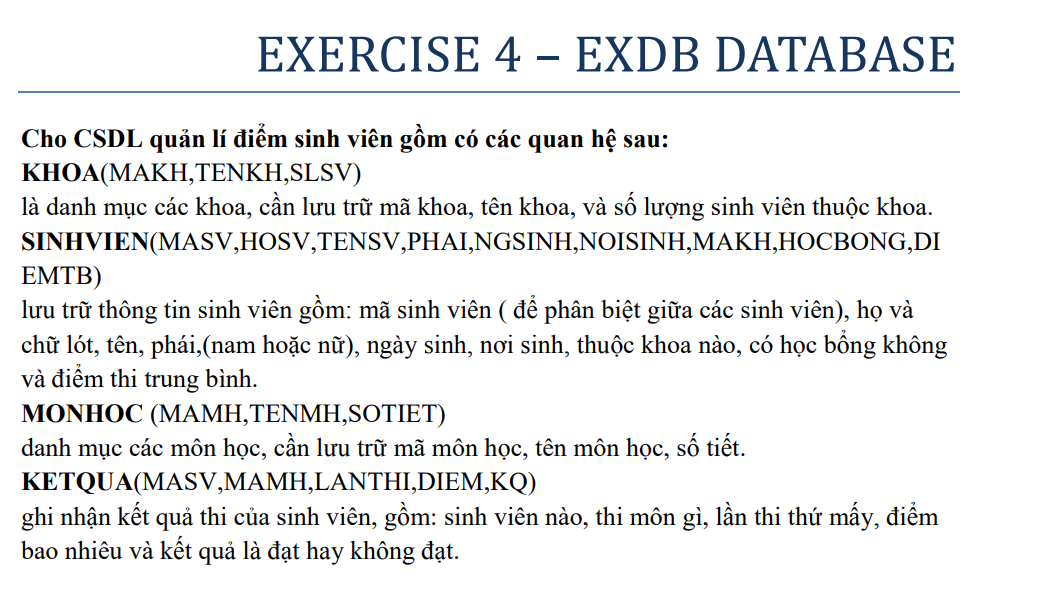 EXERCISE 4 – EXDB DATABASE
Cho CSDL quản lí điểm sinh viên gồm có các quan hệ sau:
KHOA(MAKH,TENKH,SLSV)
là danh mục các khoa, cần lưu trữ mã khoa, tên khoa, và số lượng sinh viên thuộc khoa.
SINHVIEN(MASV,HOSV,TENSV,PHAI,NGSINH,NOISINH,MAKH,HOCBONG,DI
EMTB)
lưu trữ thông tin sinh viên gồm: mã sinh viên ( để phân biệt giữa các sinh viên), họ và
chữ lót, tên, phái,(nam hoặc nữ), ngày sinh, nơi sinh, thuộc khoa nào, có học bổng không
và điểm thi trung bình.
MONHOC (MAMH,TENMH,SOTIET)
danh mục các môn học, cần lưu trữ mã môn học, tên môn học, số tiết.
KETQUA(MASV,MAMH,LANTHI,DIEM,KQ)
ghi nhận kết quả thi của sinh viên, gồm: sinh viên nào, thi môn gì, lần thi thứ mấy, điểm
bao nhiêu và kết quả là đạt hay không đạt.